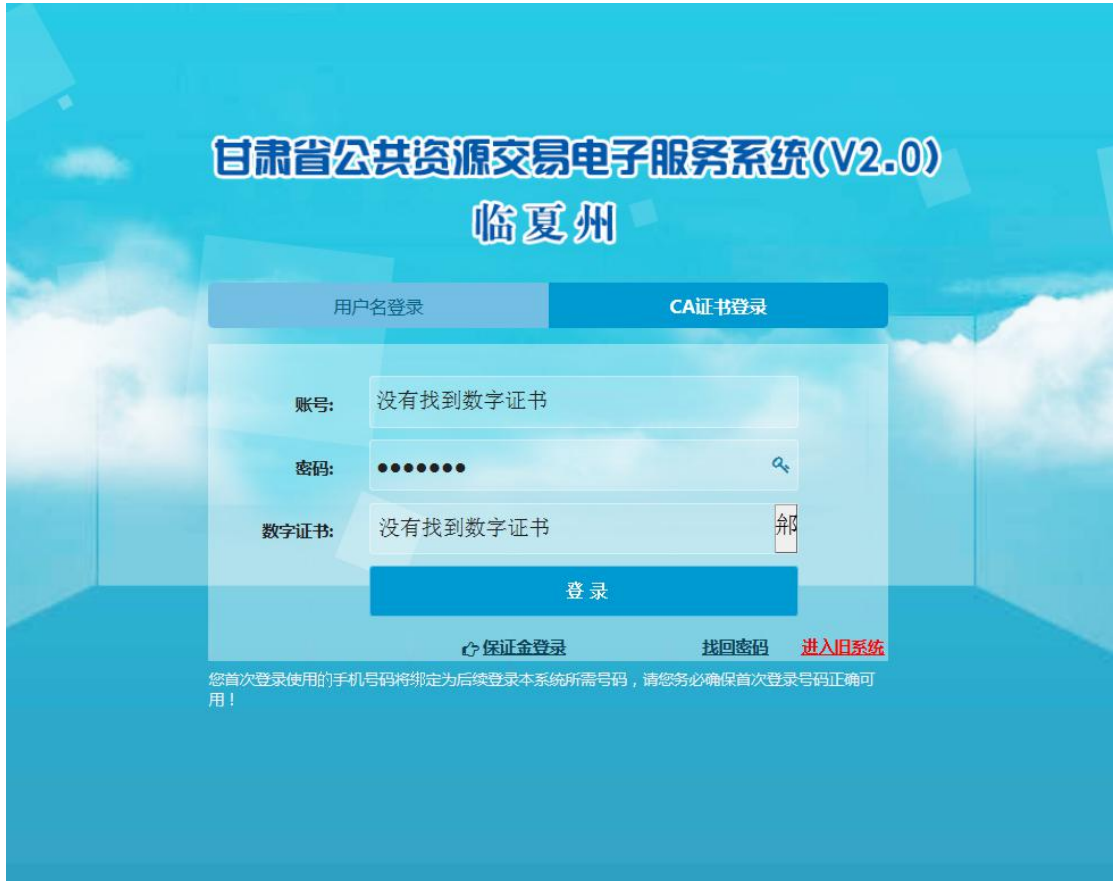 甘肃省公共资源交易电子服务系统(V2.0)
临夏州
用户名登录
CA证书登录
账号:
没有找到数字证书
密码:
●●●●●●●
数字证书:
没有找到数字证书
登 录
保证金登录
找回密码
进入旧系统
您首次登录使用的手机号码将绑定为后续登录本系统所需号码，请您务必确保首次登录号码正确可
用！